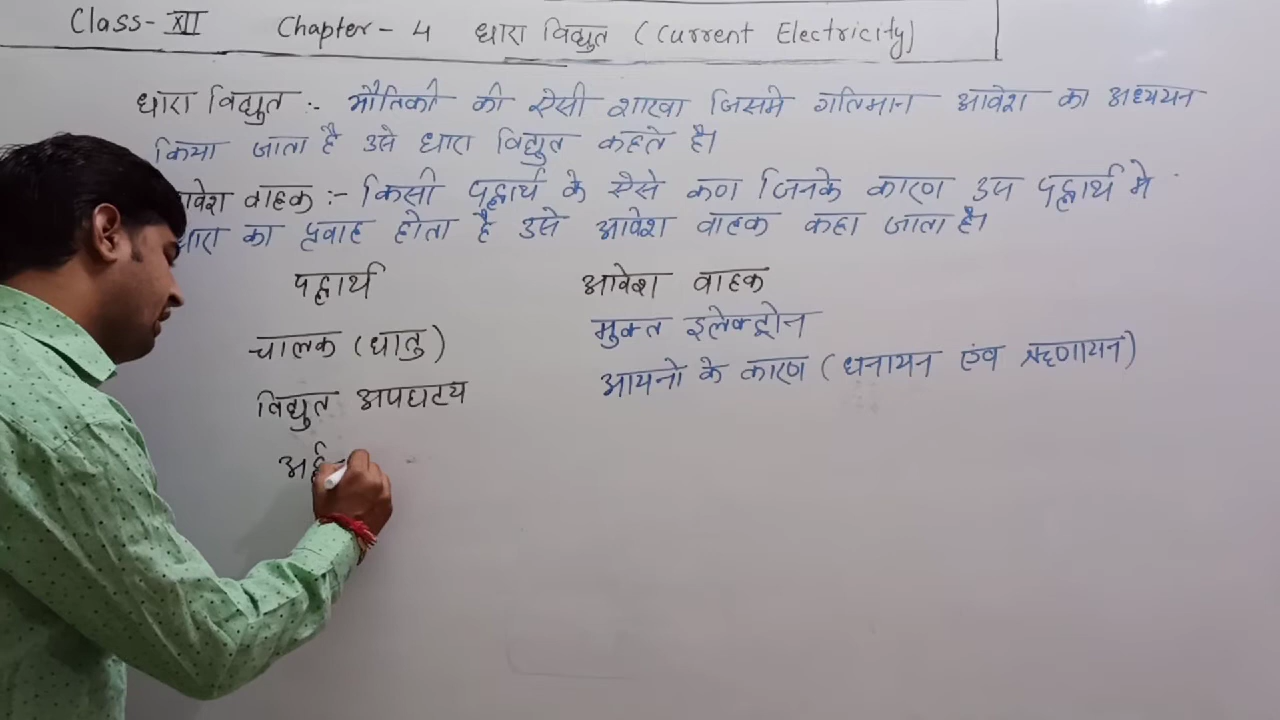 Class- XII Chapter- 4 धारा विद्युत (Current Electricity)
धारा विद्युत :- भौतिकी की ऐसी शाखा जिसमे गतिमान आवेश का अध्ययन
किया जाता है उसे धारा विद्युत कहते है।
आवेश वाहक :- किसी पदार्थ के ऐसे कण जिनके कारण उस पदार्थ मे
धारा का प्रवाह होता है उसे आवेश वाहक कहा जाता है।
पदार्थ आवेश वाहक
चालक (धातु) मुक्त इलेक्ट्रोन
विद्युत अपघटय आयनो के कारण (धनायन एंव ऋणायन)